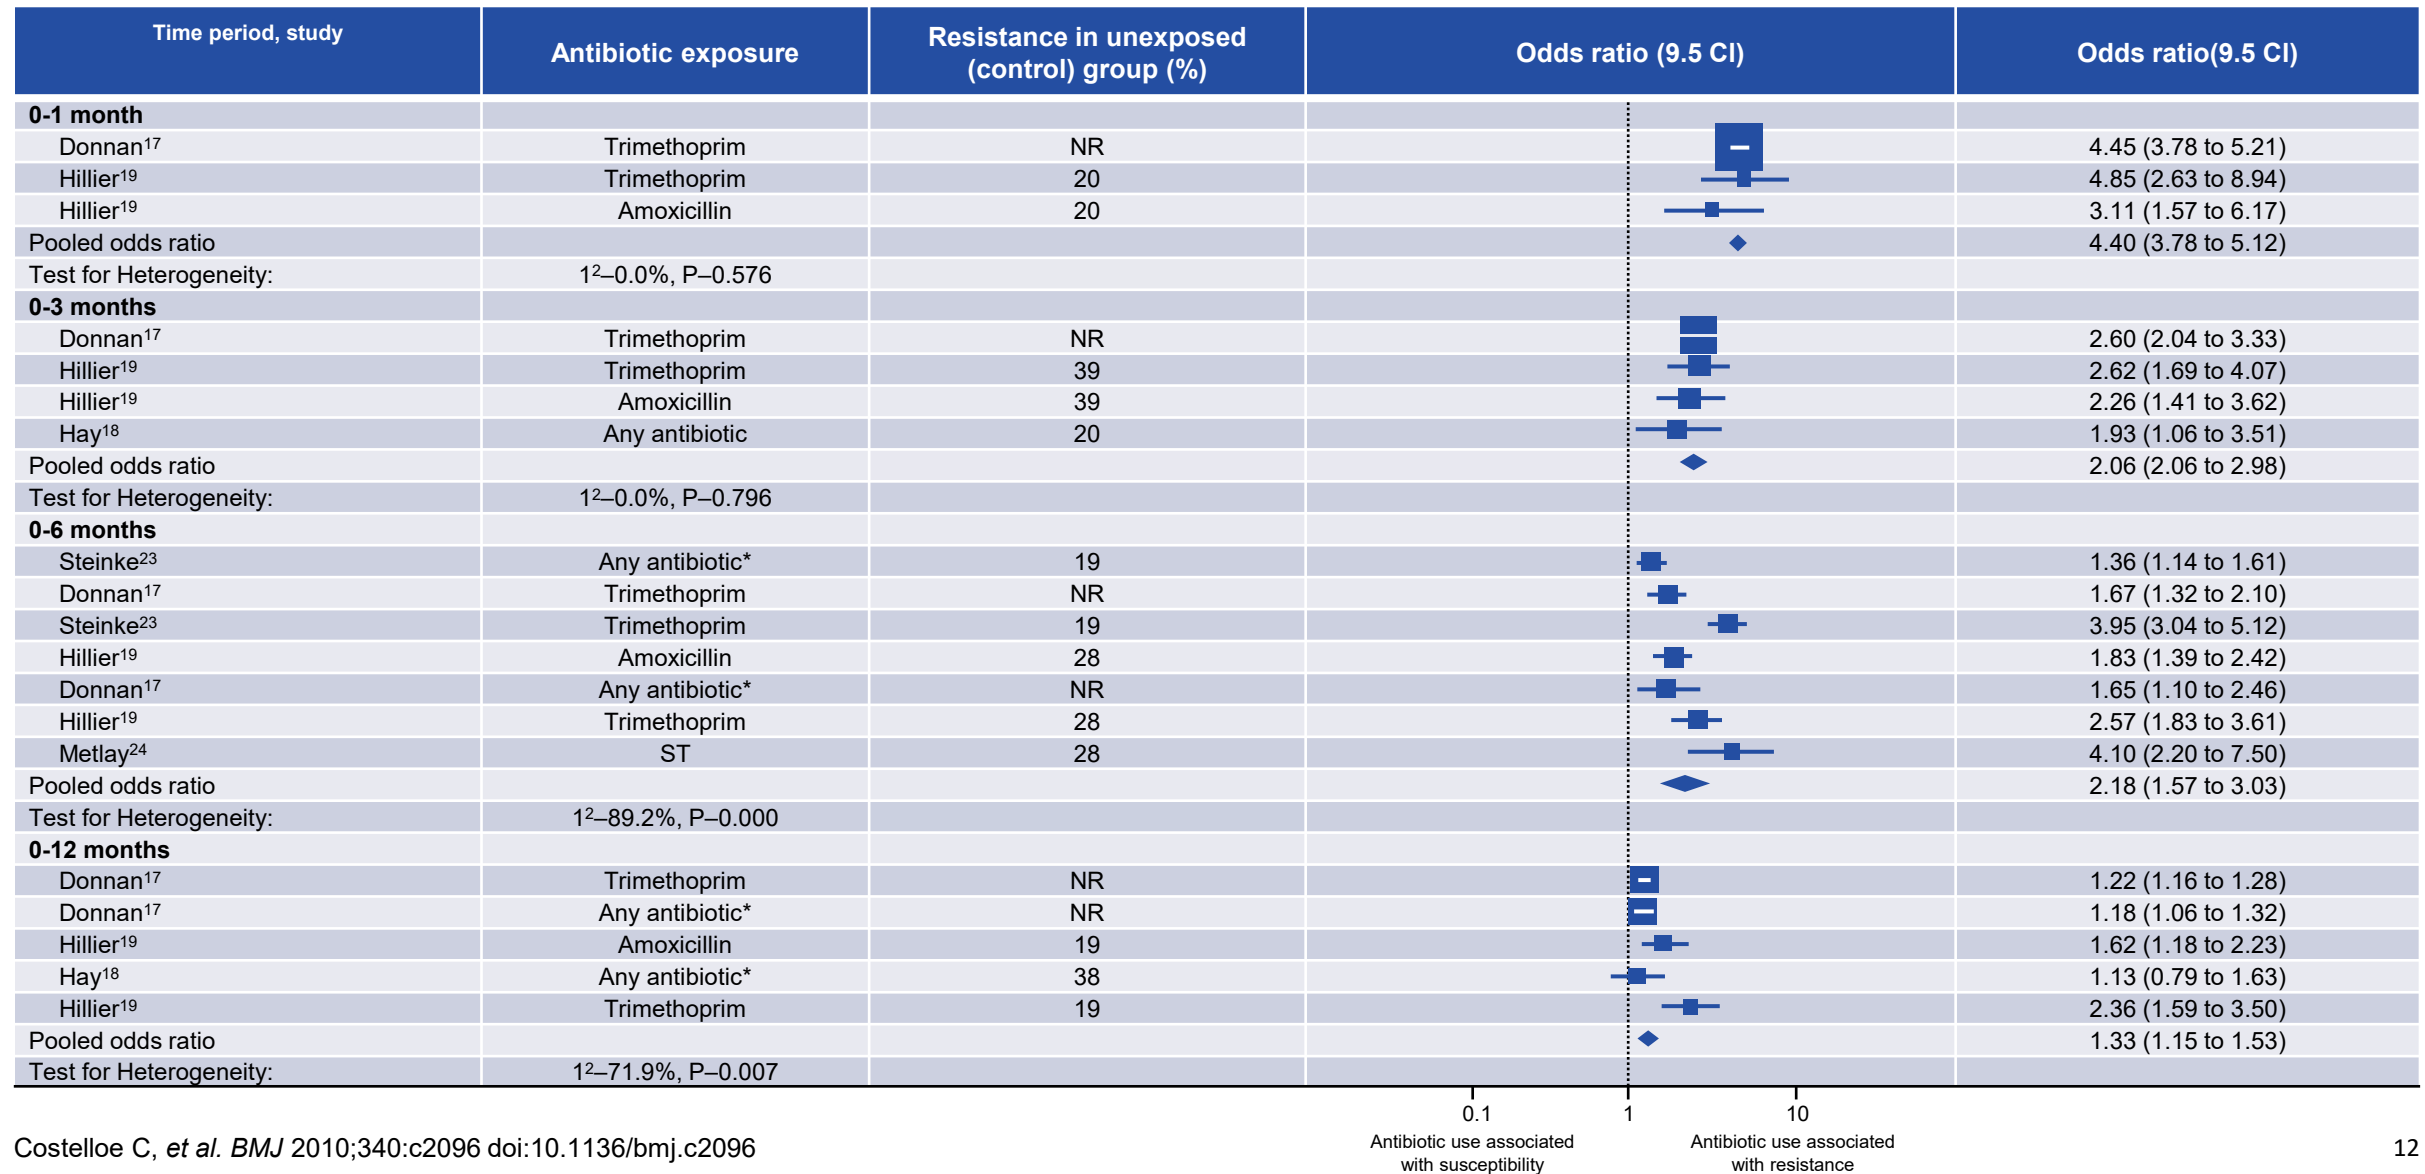 Time period, study Antibiotic exposure Resistance in unexposed (control) group (%) Odds ratio (9.5 CI) Odds ratio(9.5 CI)
0-1 month
Donnan¹⁷ Trimethoprim NR 4.45 (3.78 to 5.21)
Hillier¹⁹ Trimethoprim 20 4.85 (2.63 to 8.94)
Hillier¹⁹ Amoxicillin 20 3.11 (1.57 to 6.17)
Pooled odds ratio 4.40 (3.78 to 5.12)
Test for Heterogeneity: 1²–0.0%, P–0.576
0-3 months
Donnan¹⁷ Trimethoprim NR 2.60 (2.04 to 3.33)
Hillier¹⁹ Trimethoprim 39 2.62 (1.69 to 4.07)
Hillier¹⁹ Amoxicillin 39 2.26 (1.41 to 3.62)
Hay¹⁸ Any antibiotic 20 1.93 (1.06 to 3.51)
Pooled odds ratio 2.06 (2.06 to 2.98)
Test for Heterogeneity: 1²–0.0%, P–0.796
0-6 months
Steinke²³ Any antibiotic* 19 1.36 (1.14 to 1.61)
Donnan¹⁷ Trimethoprim NR 1.67 (1.32 to 2.10)
Steinke²³ Trimethoprim 19 3.95 (3.04 to 5.12)
Hillier¹⁹ Amoxicillin 28 1.83 (1.39 to 2.42)
Donnan¹⁷ Any antibiotic* NR 1.65 (1.10 to 2.46)
Hillier¹⁹ Trimethoprim 28 2.57 (1.83 to 3.61)
Metlay²⁴ ST 28 4.10 (2.20 to 7.50)
Pooled odds ratio 2.18 (1.57 to 3.03)
Test for Heterogeneity: 1²–89.2%, P–0.000
0-12 months
Donnan¹⁷ Trimethoprim NR 1.22 (1.16 to 1.28)
Donnan¹⁷ Any antibiotic* NR 1.18 (1.06 to 1.32)
Hillier¹⁹ Amoxicillin 19 1.62 (1.18 to 2.23)
Hay¹⁸ Any antibiotic* 38 1.13 (0.79 to 1.63)
Hillier¹⁹ Trimethoprim 19 2.36 (1.59 to 3.50)
Pooled odds ratio 1.33 (1.15 to 1.53)
Test for Heterogeneity: 1²–71.9%, P–0.007
0.1 1 10
Antibiotic use associated with susceptibility
Antibiotic use associated with resistance
Costelloe C, et al. BMJ 2010;340:c2096 doi:10.1136/bmj.c2096
12